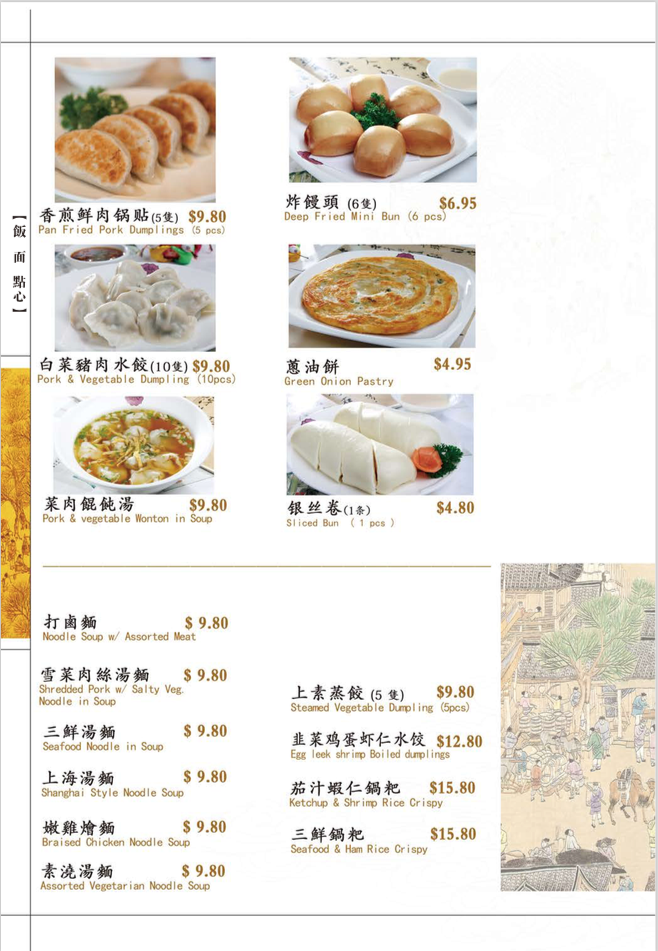 【飯面點心】
香煎鮮肉锅贴(5隻) $9.80
Pan Fried Pork Dumplings (5 pcs)
白菜豬肉水餃(10隻) $9.80
Pork & Vegetable Dumpling (10pcs)
菜肉餛飩湯 $9.80
Pork & vegetable Wonton in Soup
炸饅頭 (6隻) $6.95
Deep Fried Mini Bun (6 pcs)
蔥油餅 $4.95
Green Onion Pastry
银丝卷(1条) $4.80
Sliced Bun ( 1 pcs )
打鹵麵 $ 9.80
Noodle Soup w/ Assorted Meat
雪菜肉絲湯麵 $ 9.80
Shredded Pork w/ Salty Veg.
Noodle in Soup
三鮮湯麵 $ 9.80
Seafood Noodle in Soup
上海湯麵 $ 9.80
Shanghai Style Noodle Soup
嫩雞燴麵 $ 9.80
Braised Chicken Noodle Soup
素澆湯麵 $ 9.80
Assorted Vegetarian Noodle Soup
上素蒸餃 (5 隻) $9.80
Steamed Vegetable Dumpling (5pcs)
韭菜鸡蛋虾仁水饺 $12.80
Egg leek shrimp Boiled dumplings
茄汁蝦仁鍋粑 $15.80
Ketchup & Shrimp Rice Crispy
三鮮鍋粑 $15.80
Seafood & Ham Rice Crispy